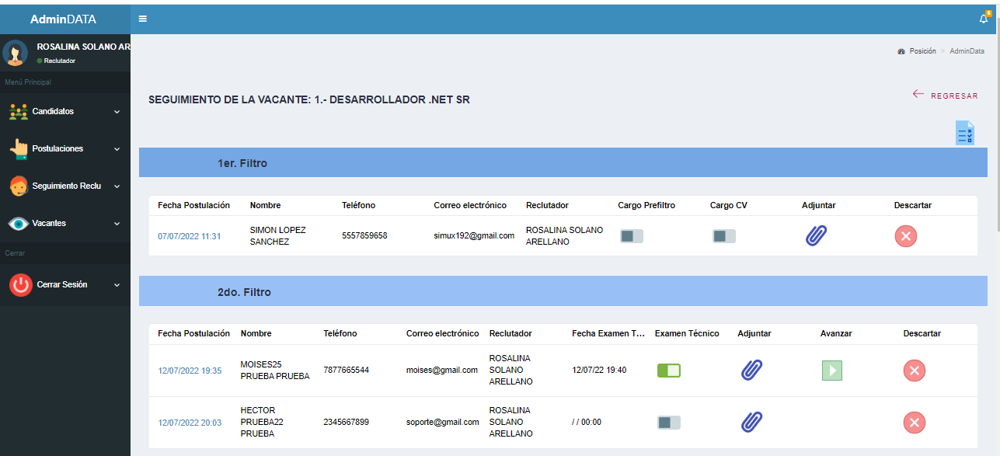 AdminDATA
5
ROSALINA SOLANO AR
Reclutador
Menú Principal
Candidatos
Postulaciones
Seguimiento Reclu
Vacantes
Cerrar
Cerrar Sesión
Posición > AdminData
SEGUIMIENTO DE LA VACANTE: 1.- DESARROLLADOR .NET SR
REGRESAR
1er. Filtro
Fecha Postulación Nombre Teléfono Correo electrónico Reclutador Cargo Prefiltro Cargo CV Adjuntar Descartar
07/07/2022 11:31 SIMON LOPEZ SANCHEZ 5557859658 simux192@gmail.com ROSALINA SOLANO ARELLANO
2do. Filtro
Fecha Postulación Nombre Teléfono Correo electrónico Reclutador Fecha Examen T... Examen Técnico Adjuntar Avanzar Descartar
12/07/2022 19:35 MOISES25 PRUEBA PRUEBA 7877665544 moises@gmail.com ROSALINA SOLANO ARELLANO 12/07/22 19:40
12/07/2022 20:03 HECTOR PRUEBA22 PRUEBA 2345667899 soporte@gmail.com ROSALINA SOLANO ARELLANO / / 00:00